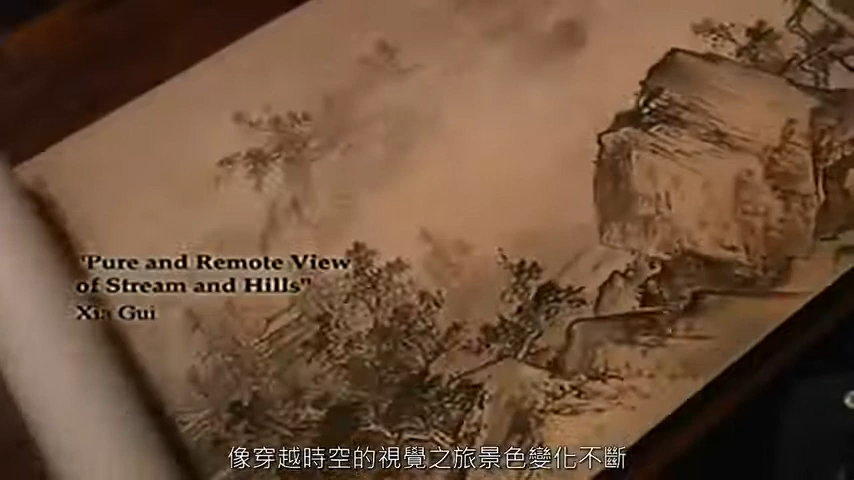 "Pure and Remote View
of Stream and Hills"
Xia Gui
像穿越時空的視覺之旅景色變化不斷